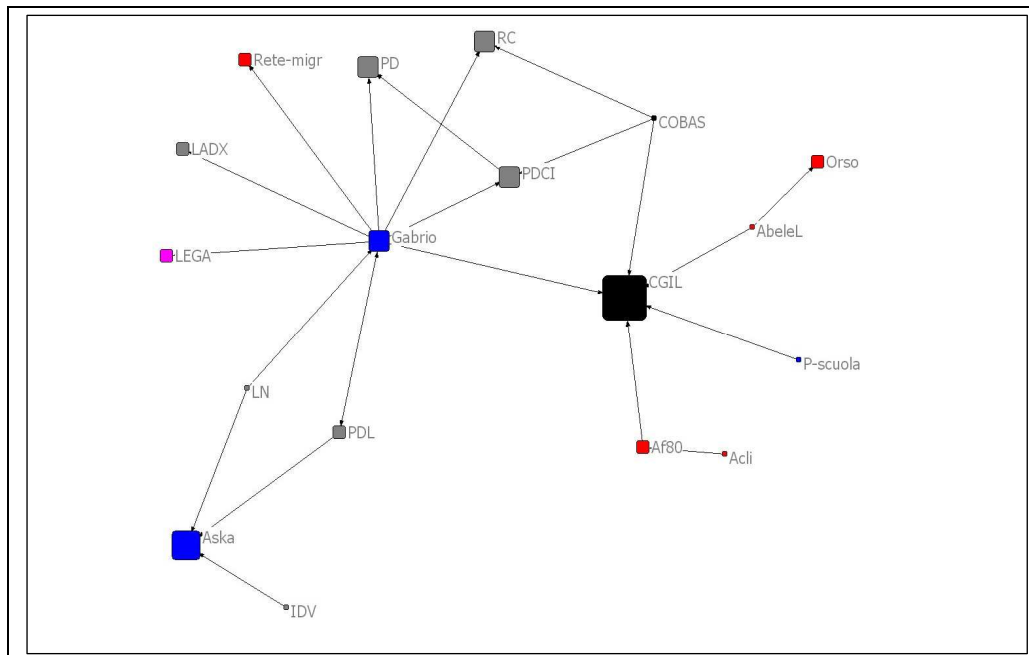 RC
Rete-migr
PD
COBAS
LADX
Orso
PDCI
AbeleL
Gabrio
LEGA
CGIL
P-scuola
LN
PDL
Af80
Acli
Aska
IDV